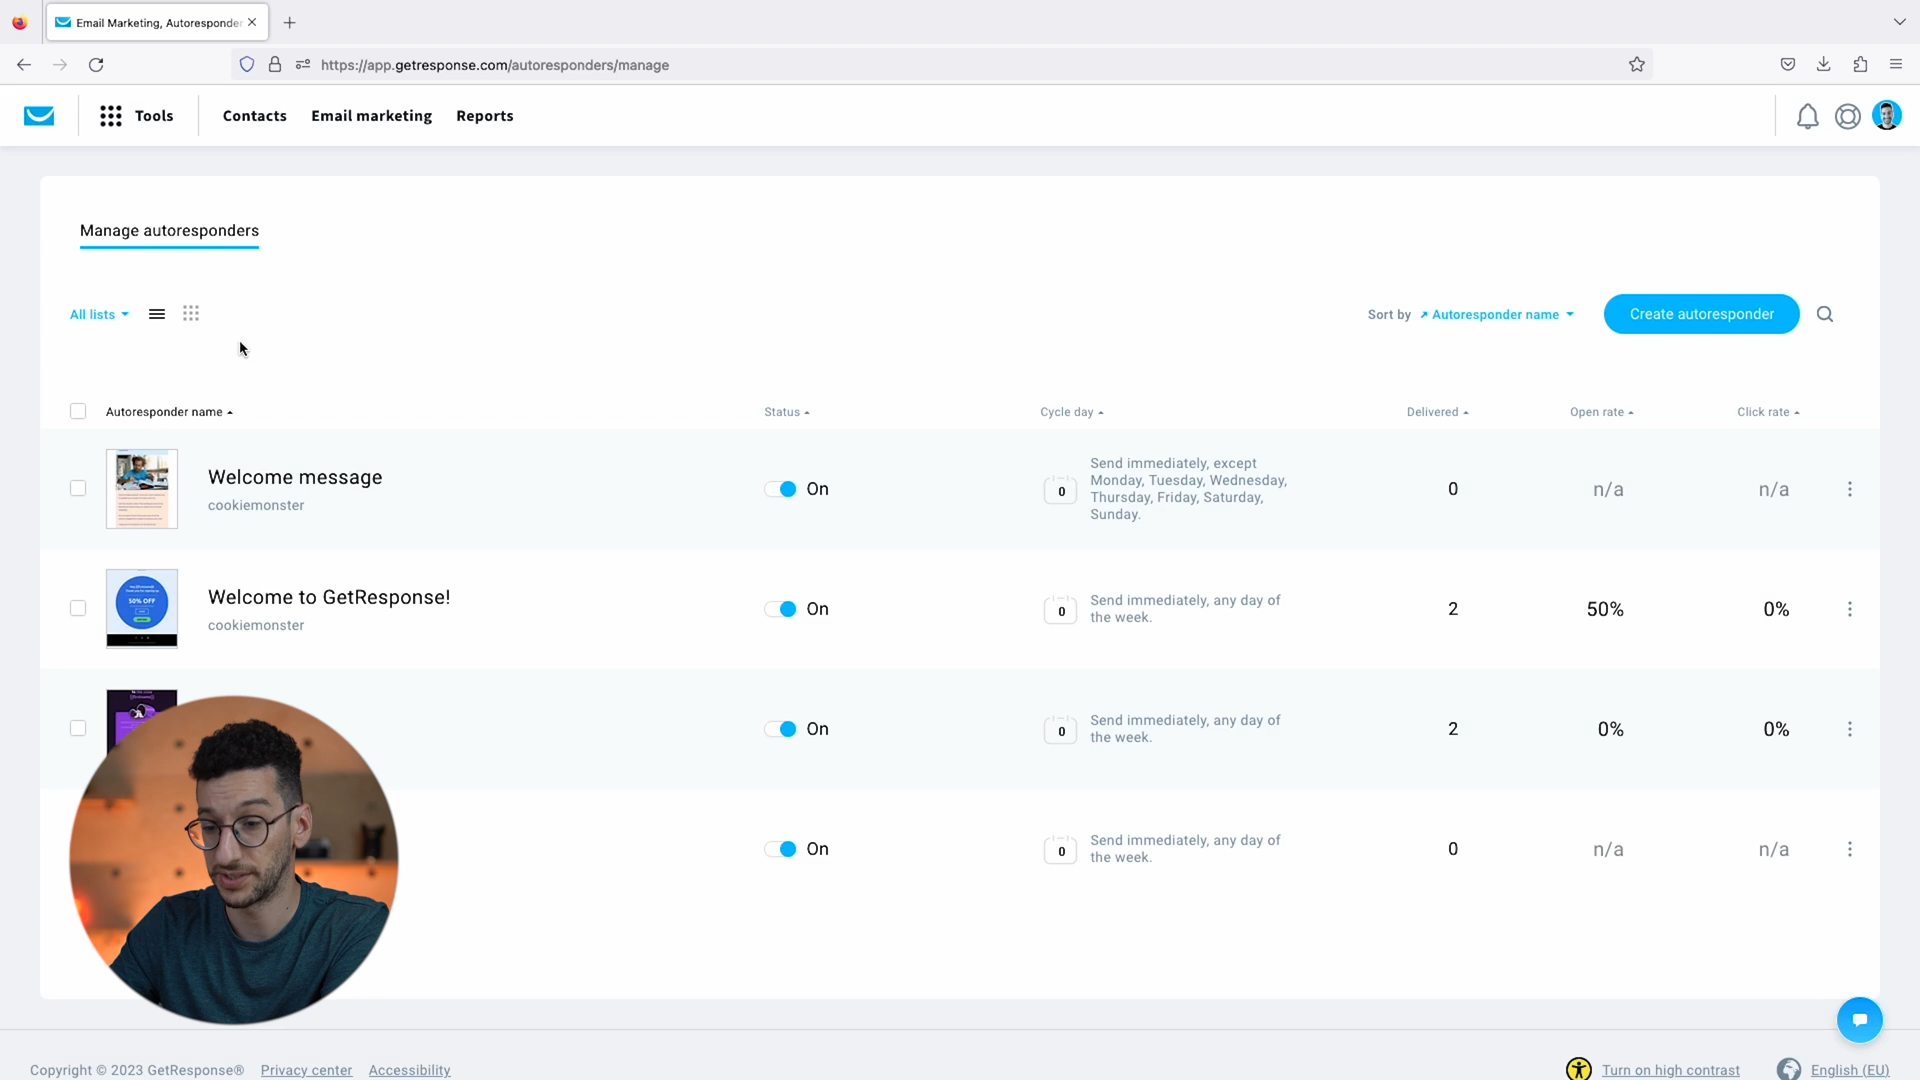 Email Marketing, Autoresponder
https://app.getresponse.com/autoresponders/manage
Tools
Contacts
Email marketing
Reports
Manage autoresponders
All lists
Sort by
Autoresponder name
Create autoresponder
Autoresponder name
Status
Cycle day
Delivered
Open rate
Click rate
Welcome message
cookiemonster
On
0
Send immediately, except
Monday, Tuesday, Wednesday,
Thursday, Friday, Saturday,
Sunday.
0
n/a
n/a
50% OFF
Welcome to GetResponse!
cookiemonster
On
0
Send immediately, any day of
the week.
2
50%
0%
On
0
Send immediately, any day of
the week.
2
0%
0%
On
0
Send immediately, any day of
the week.
0
n/a
n/a
Copyright © 2023 GetResponse®
Privacy center
Accessibility
Turn on high contrast
English (EU)